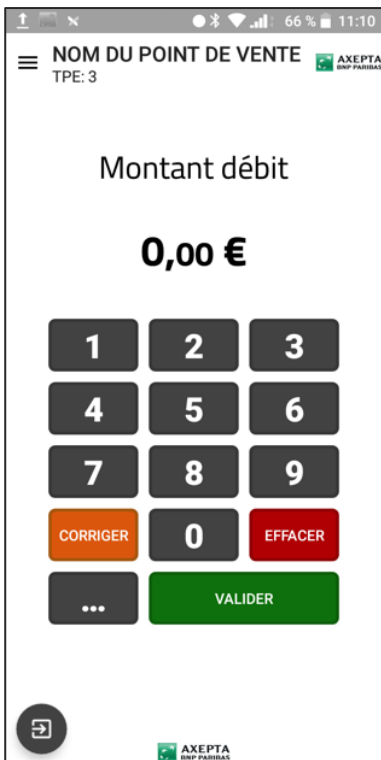 66 % 11:10
NOM DU POINT DE VENTE
TPE: 3
AXEPTA
BNP PARIBAS
Montant débit
0,00 €
1 2 3
4 5 6
7 8 9
CORRIGER 0 EFFACER
... VALIDER
AXEPTA
BNP PARIBAS